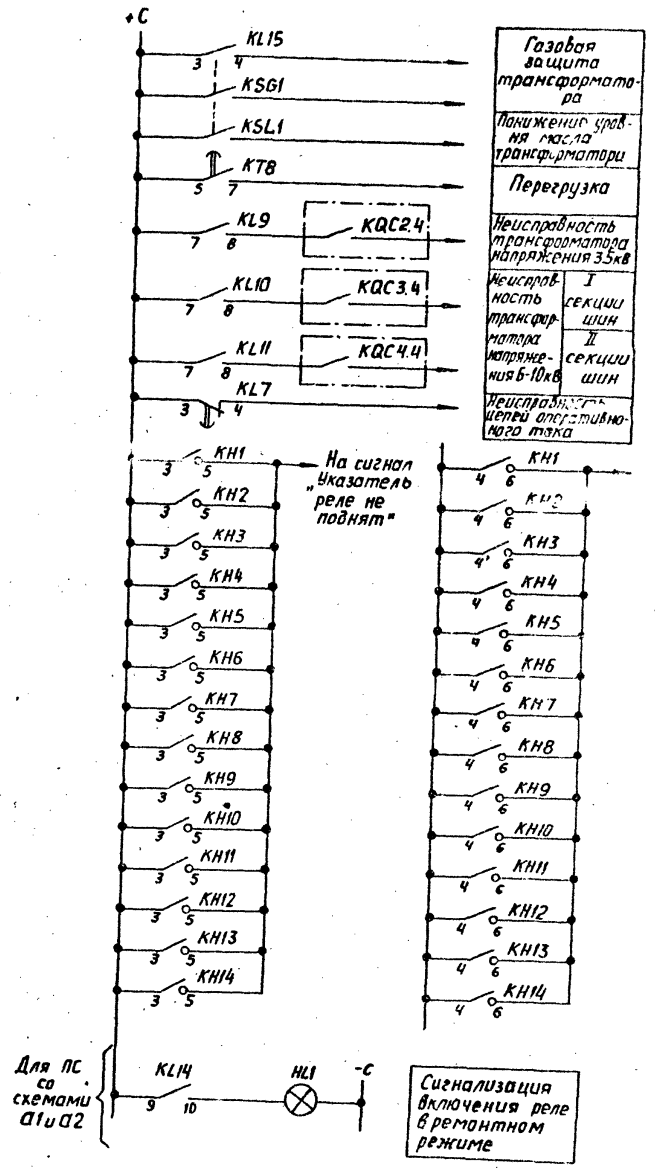 +C
KL15
3 4
KSG1
KSL1
KT8
5 7
KL9
7 8
KQC2.4
KL10
7 8
KQC3.4
KL11
7 8
KQC4.4
KL7
3 4
Газовая
защита
трансформато-
ра
Понижение уров-
ня масла
трансформатори
Перегрузка
Неисправность
трансформатора
напряжения 35кв
Неисправ-
ность
трансфор-
матора
напряже-
ния 6-10кв
I
секции
шин
II
секции
шин
Неисправность
цепей оперативно-
ного тока
KH1
3 5
KH2
3 5
KH3
3 5
KH4
3 5
KH5
3 5
KH6
3 5
KH7
3 5
KH8
3 5
KH9
3 5
KH10
3 5
KH11
3 5
KH12
3 5
KH13
3 5
KH14
3 5
На сигнал
„Указатель
реле не
поднят"
KH1
4 6
KH2
4 6
KH3
4 6
KH4
4 6
KH5
4 6
KH6
4 6
KH7
4 6
KH8
4 6
KH9
4 6
KH10
4 6
KH11
4 6
KH12
4 6
KH13
4 6
KH14
4 6
Для ПС
со
схемами
а1 и а2
KL14
9 10
HL1
-C
Сигнализация
включения реле
в ремонтном
режиме